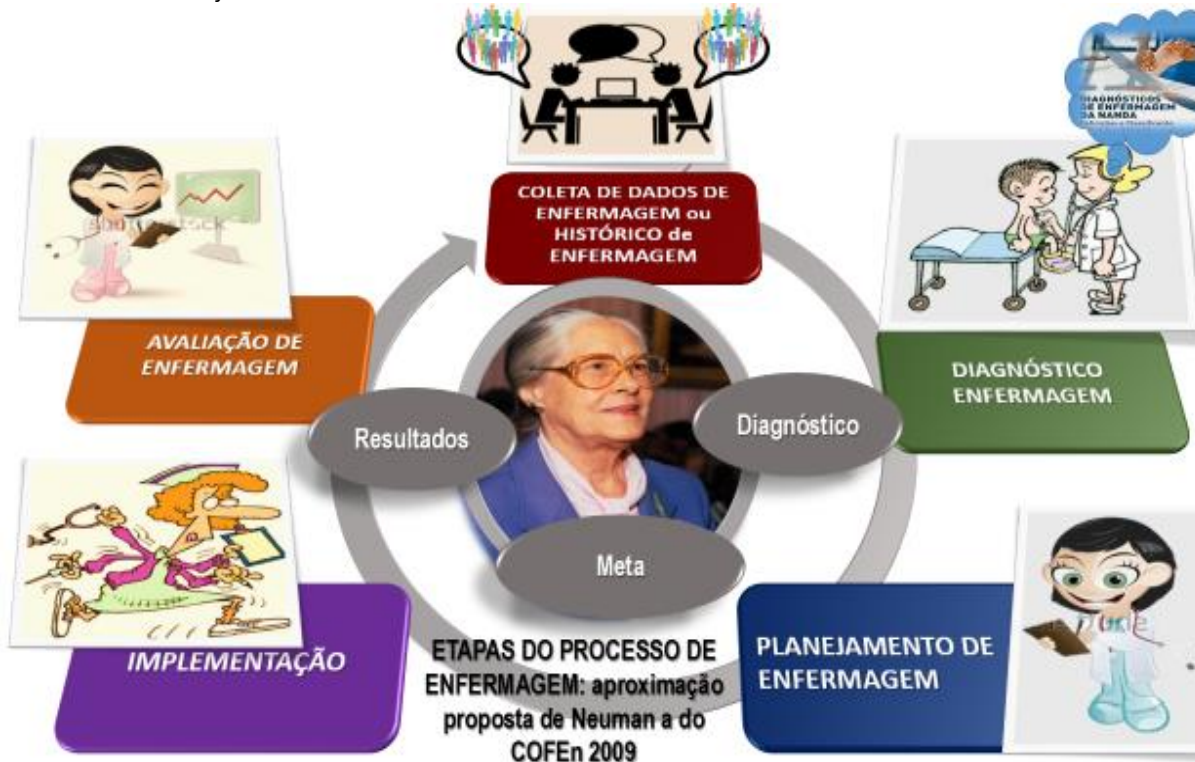 DIAGNÓSTICOS
DE ENFERMAGEM
DA NANDA
COLETA DE DADOS DE
ENFERMAGEM ou
HISTÓRICO de
ENFERMAGEM
AVALIAÇÃO DE
ENFERMAGEM
DIAGNÓSTICO
ENFERMAGEM
Resultados
Diagnóstico
Meta
IMPLEMENTAÇÃO
PLANEJAMENTO DE
ENFERMAGEM
ETAPAS DO PROCESSO DE
ENFERMAGEM: aproximação
proposta de Neuman a do
COFEn 2009